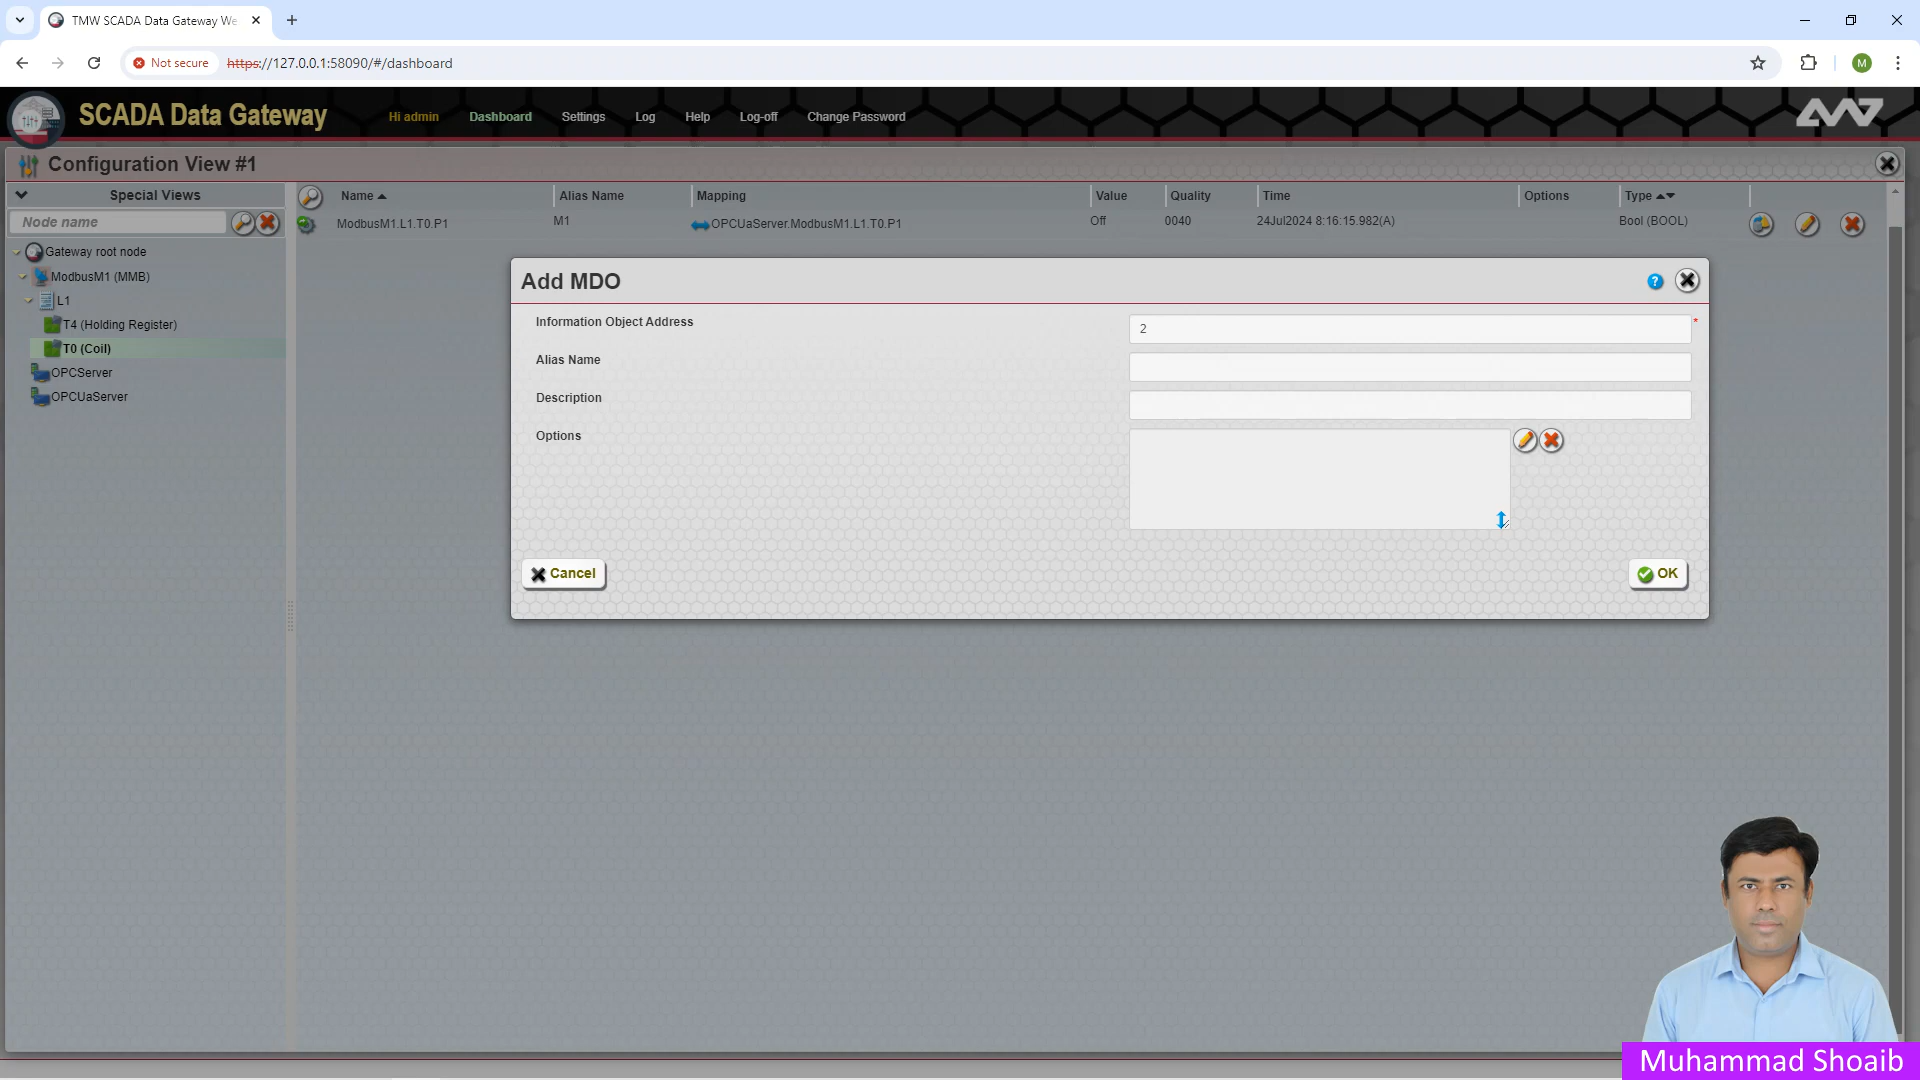 TMW SCADA Data Gateway We
Not secure
https://127.0.0.1:58090/#/dashboard
M
SCADA Data Gateway
Hi admin
Dashboard
Settings
Log
Help
Log-off
Change Password
Configuration View #1
Special Views
Name
Alias Name
Mapping
Value
Quality
Time
Options
Type
Node name
ModbusM1.L1.T0.P1
M1
OPCUaServer.ModbusM1.L1.T0.P1
Off
0040
24Jul2024 8:16:15.982(A)
Bool (BOOL)
Gateway root node
ModbusM1 (MMB)
L1
T4 (Holding Register)
T0 (Coil)
OPCServer
OPCUaServer
Add MDO
?
Information Object Address
2
*
Alias Name
Description
Options
Cancel
OK
Muhammad Shoaib